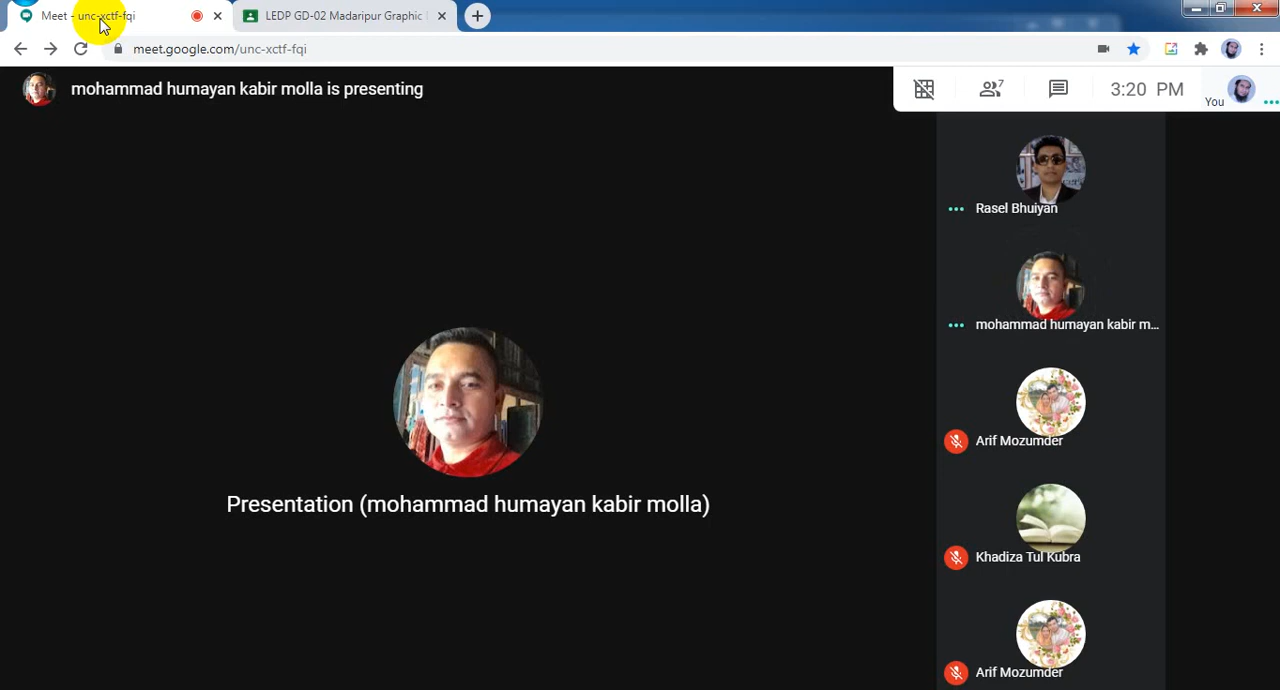 Meet - unc-xctf-fqi
LEDP GD-02 Madaripur Graphic
meet.google.com/unc-xctf-fqi
mohammad humayan kabir molla is presenting
7
3:20 PM
You
Rasel Bhuiyan
mohammad humayan kabir m...
Arif Mozumder
Khadiza Tul Kubra
Arif Mozumder
Presentation (mohammad humayan kabir molla)